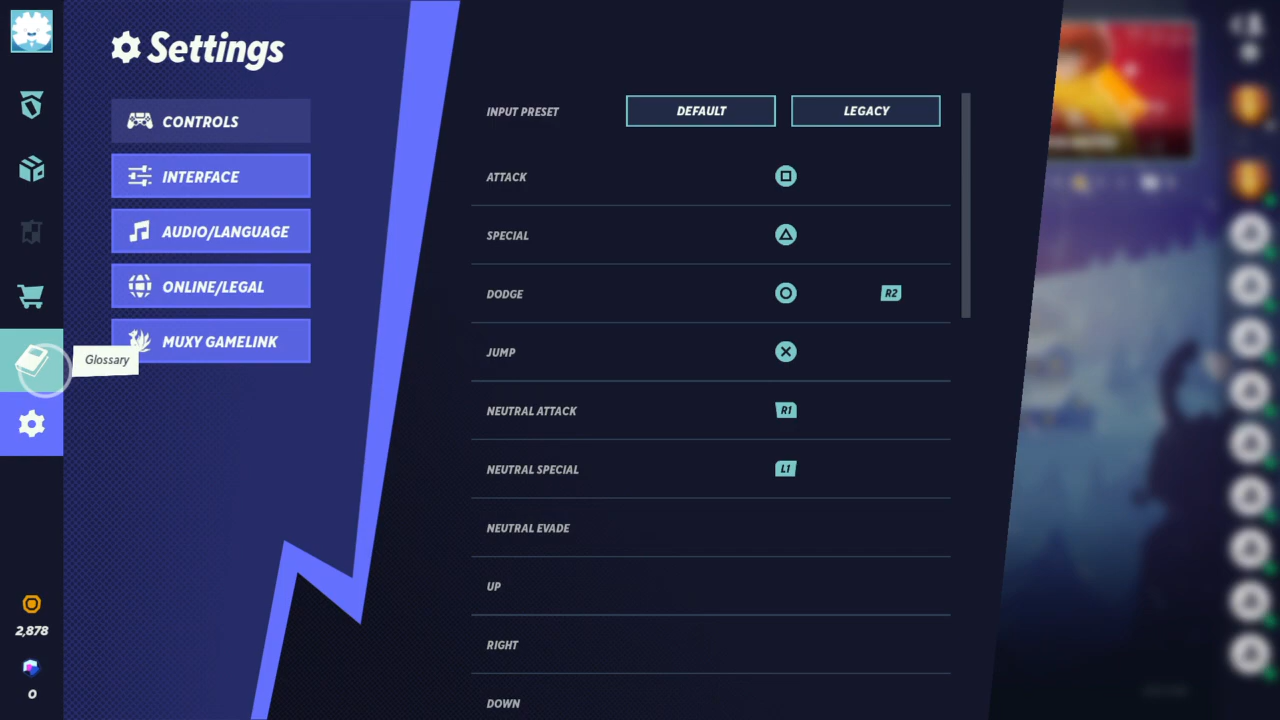 Settings
CONTROLS
INTERFACE
AUDIO/LANGUAGE
ONLINE/LEGAL
MUXY GAMELINK
Glossary
2,878
0
INPUT PRESET
DEFAULT
LEGACY
ATTACK
SPECIAL
DODGE
R2
JUMP
NEUTRAL ATTACK
R1
NEUTRAL SPECIAL
L1
NEUTRAL EVADE
UP
RIGHT
DOWN